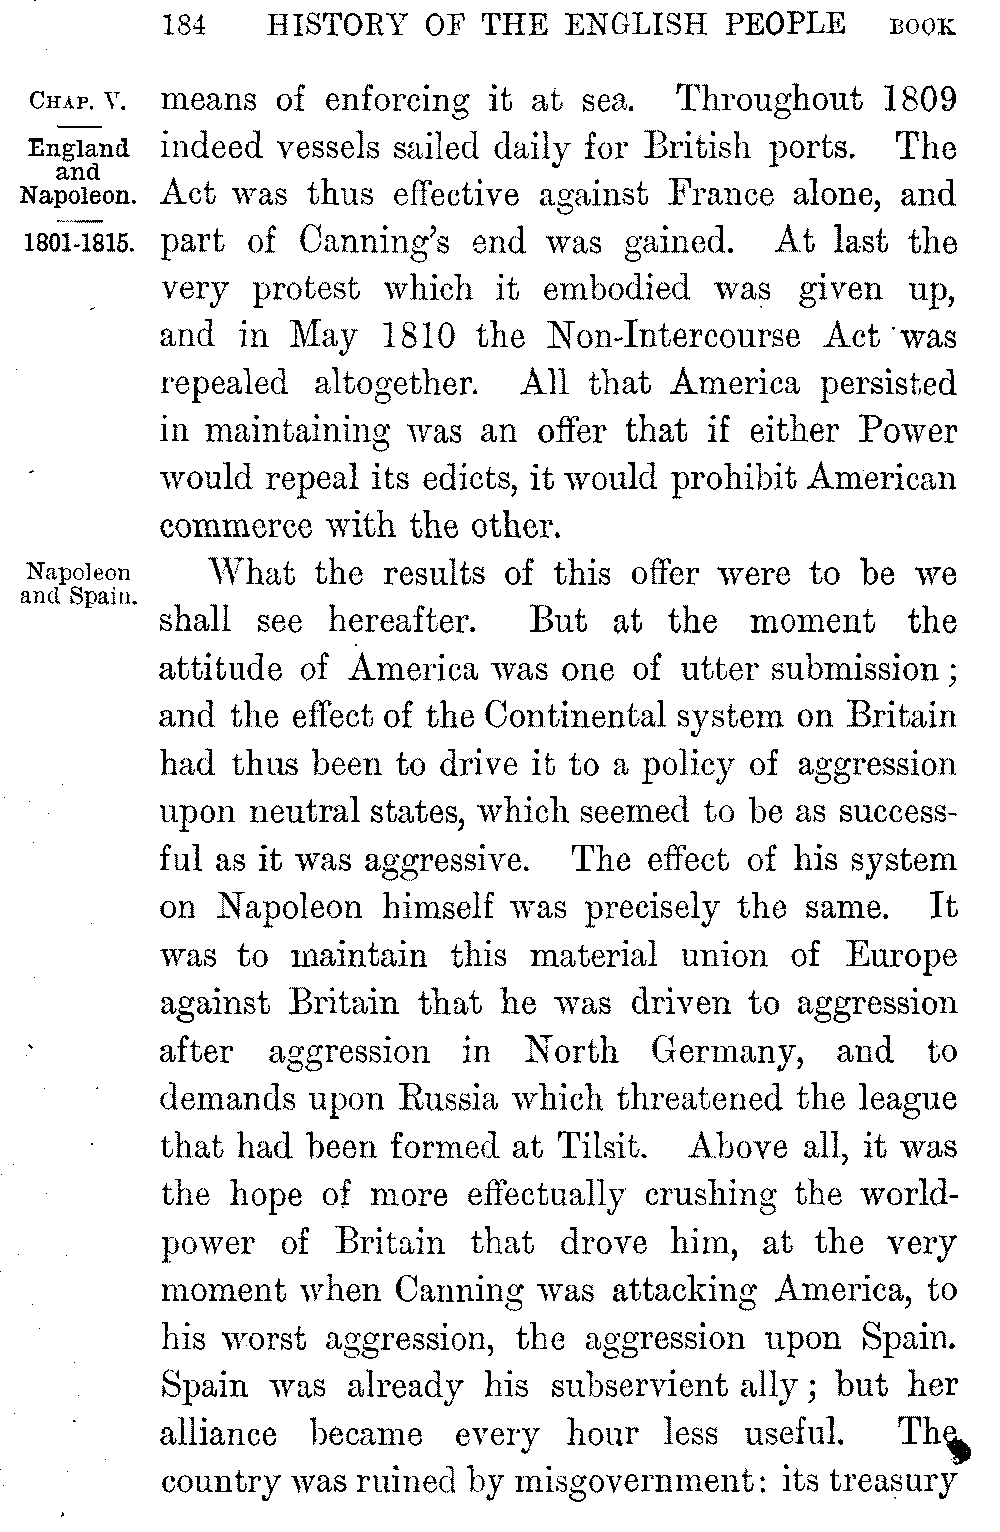 184 HISTORY OF THE ENGLISH PEOPLE BOOK
CHAP. V.
England
and
Napoleon.
1801-1815.
means of enforcing it at sea. Throughout 1809
indeed vessels sailed daily for British ports. The
Act was thus effective against France alone, and
part of Canning's end was gained. At last the
very protest which it embodied was given up,
and in May 1810 the Non-Intercourse Act was
repealed altogether. All that America persisted
in maintaining was an offer that if either Power
would repeal its edicts, it would prohibit American
commerce with the other.
Napoleon
and Spain.
What the results of this offer were to be we
shall see hereafter. But at the moment the
attitude of America was one of utter submission;
and the effect of the Continental system on Britain
had thus been to drive it to a policy of aggression
upon neutral states, which seemed to be as success-
ful as it was aggressive. The effect of his system
on Napoleon himself was precisely the same. It
was to maintain this material union of Europe
against Britain that he was driven to aggression
after aggression in North Germany, and to
demands upon Russia which threatened the league
that had been formed at Tilsit. Above all, it was
the hope of more effectually crushing the world-
power of Britain that drove him, at the very
moment when Canning was attacking America, to
his worst aggression, the aggression upon Spain.
Spain was already his subservient ally; but her
alliance became every hour less useful. The
country was ruined by misgovernment: its treasury